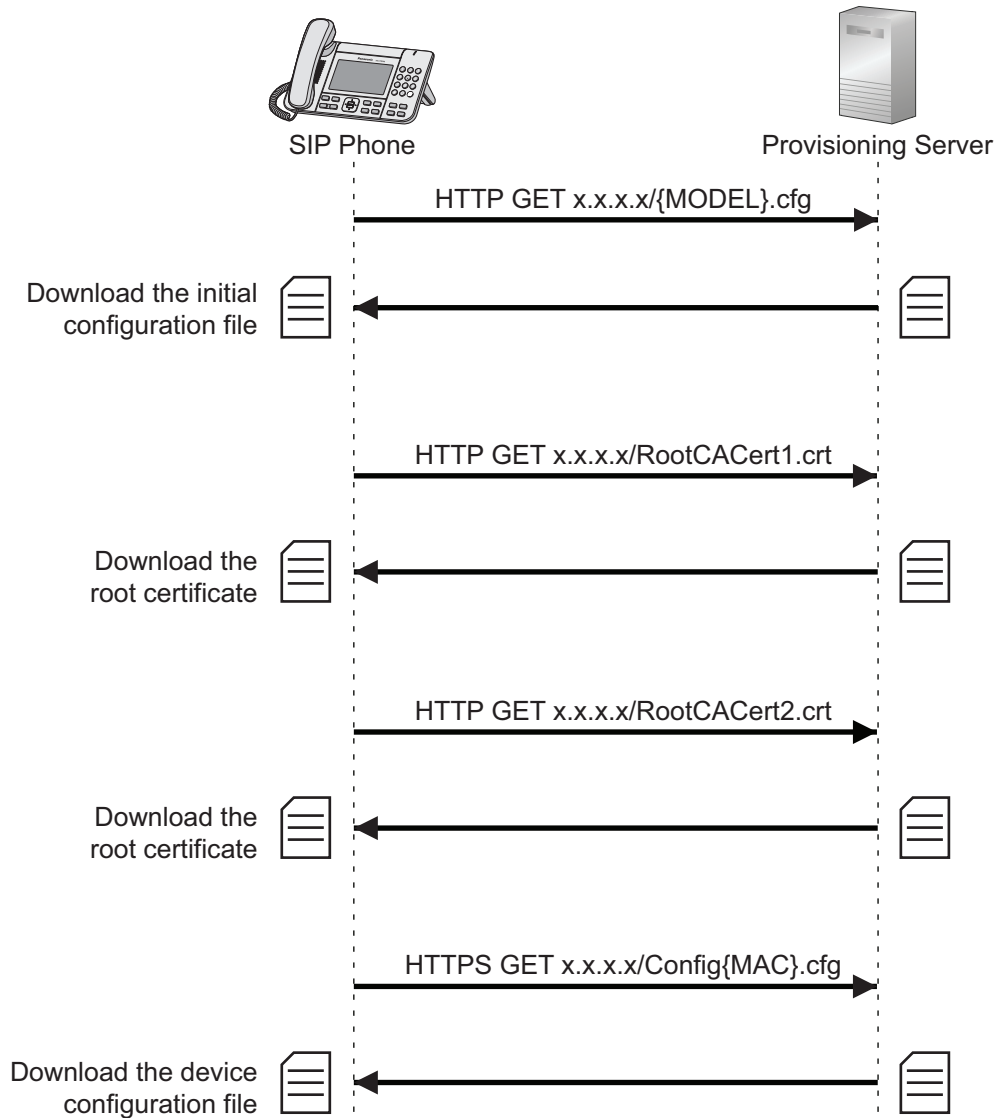 SIP Phone
Provisioning Server
HTTP GET x.x.x.x/{MODEL}.cfg
Download the initial
configuration file
HTTP GET x.x.x.x/RootCACert1.crt
Download the
root certificate
HTTP GET x.x.x.x/RootCACert2.crt
Download the
root certificate
HTTPS GET x.x.x.x/Config{MAC}.cfg
Download the device
configuration file